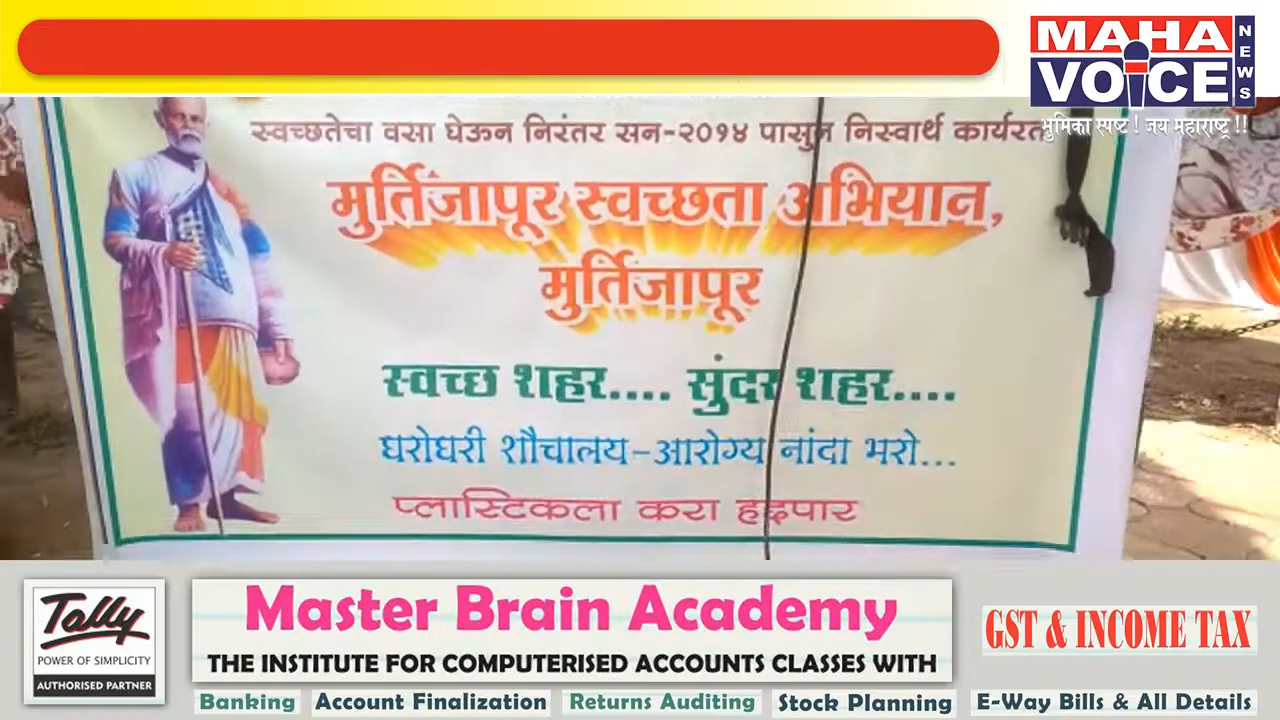 MAHA
VOICE
NEWS
भुमिका स्पष्ट ! जय महाराष्ट्र !!
स्वच्छतेचा वसा घेऊन निरंतर सन-२०१४ पासुन निस्वार्थ कार्यरत
मुर्तिजापूर स्वच्छता अभियान,
मुर्तिजापूर
स्वच्छ शहर.... सुंदर शहर....
घरोघरी शौचालय-आरोग्य नांदा भरो...
प्लास्टिकला करा हद्दपार
Tally
POWER OF SIMPLICITY
AUTHORISED PARTNER
Master Brain Academy
THE INSTITUTE FOR COMPUTERISED ACCOUNTS CLASSES WITH
GST & INCOME TAX
Banking Account Finalization Returns Auditing Stock Planning E-Way Bills & All Details